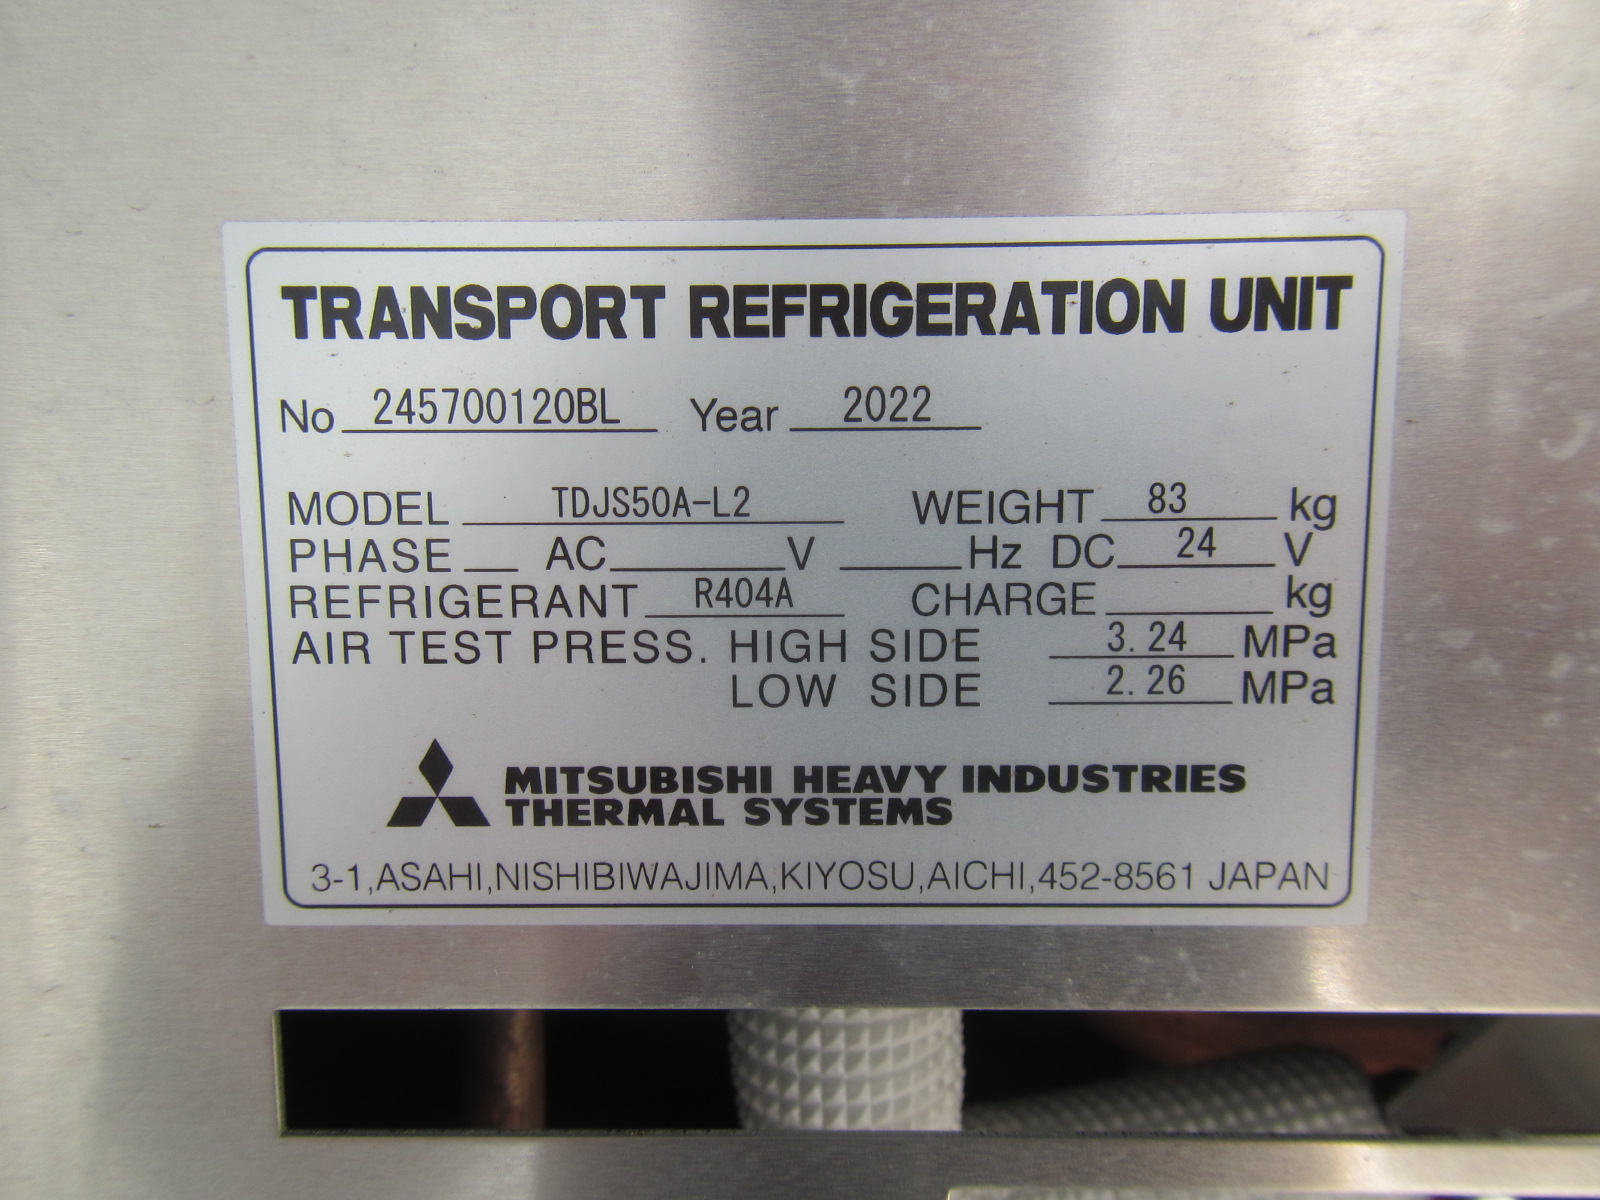 TRANSPORT REFRIGERATION UNIT
No 245700120BL Year 2022
MODEL TDJS50A-L2 WEIGHT 83 kg
PHASE AC V Hz DC 24 V
REFRIGERANT R404A CHARGE kg
AIR TEST PRESS. HIGH SIDE 3.24 MPa
LOW SIDE 2.26 MPa
MITSUBISHI HEAVY INDUSTRIES
THERMAL SYSTEMS
3-1,ASAHI,NISHIBIWAJIMA,KIYOSU,AICHI,452-8561 JAPAN